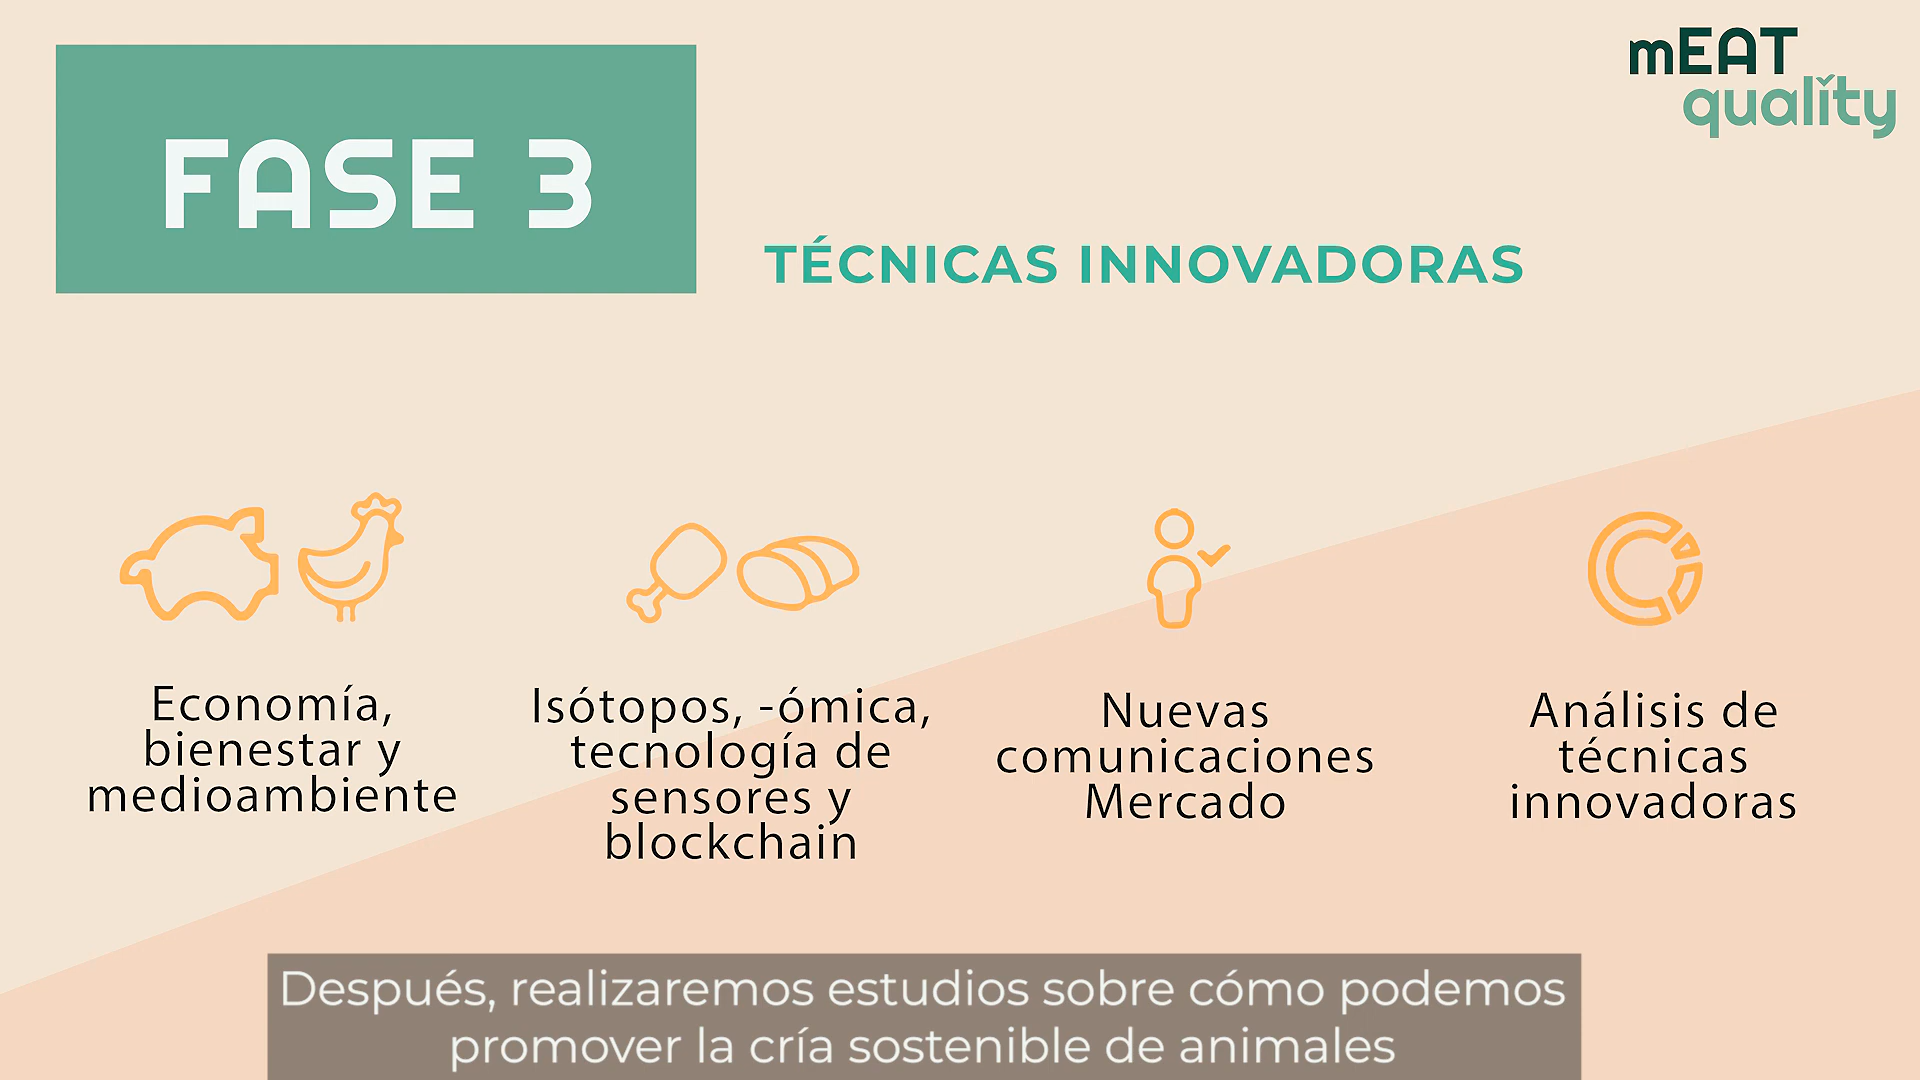 mEAT
quality
FASE 3
TÉCNICAS INNOVADORAS
Economía,
bienestar y
medioambiente
Isótopos, -ómica,
tecnología de
sensores y
blockchain
Nuevas
comunicaciones
Mercado
Análisis de
técnicas
innovadoras
Después, realizaremos estudios sobre cómo podemos
promover la cría sostenible de animales